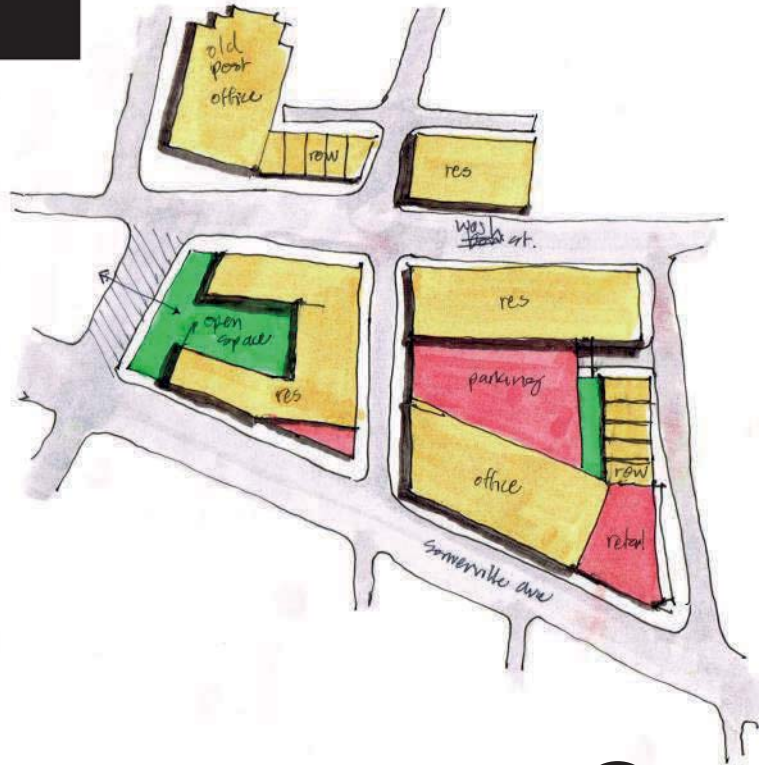 old
post
office
row
res
Wash
st.
res
open
space
parking
res
row
office
retail
Somerville Ave